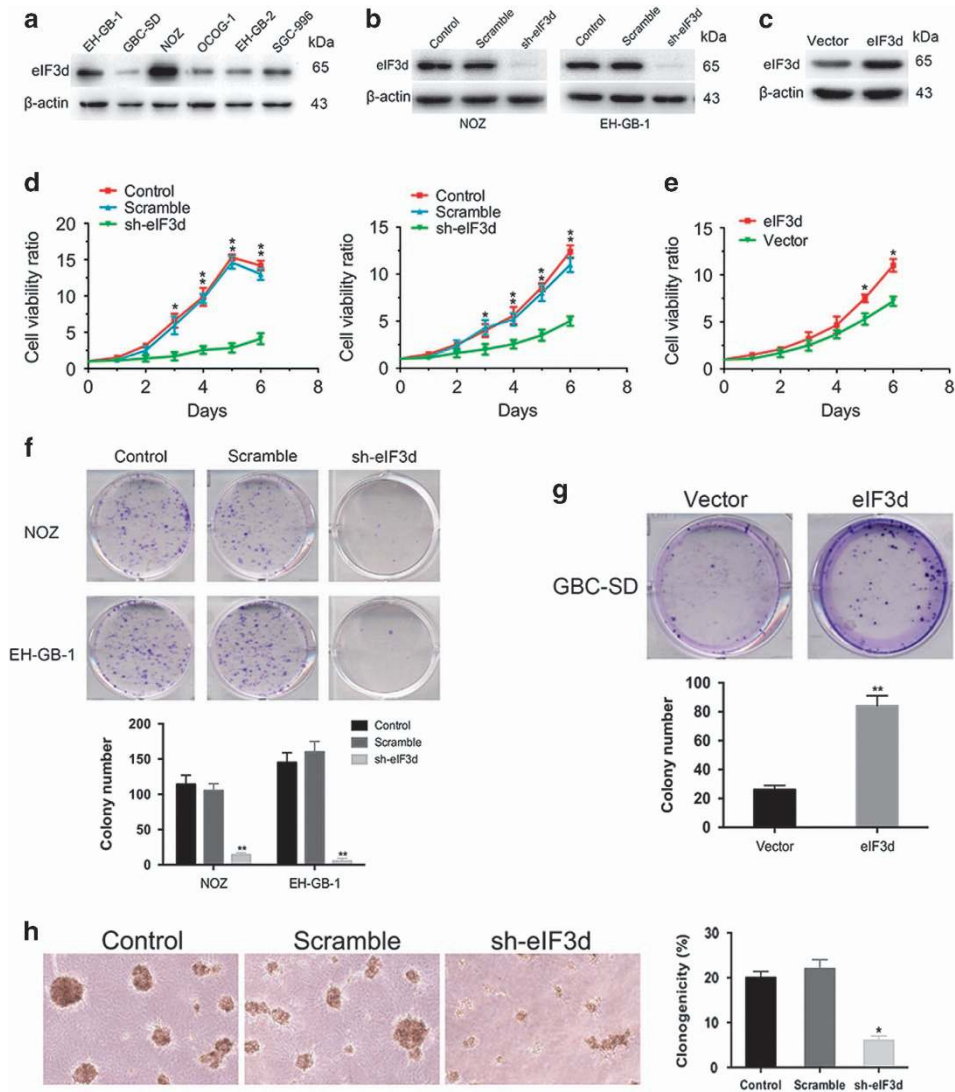 a
EH-GB-1 GBC-SD NOZ OCOG-1 EH-GB-2 SGC-996 kDa
eIF3d 65
β-actin 43
b
Control Scramble sh-eIF3d Control Scramble sh-eIF3d kDa
eIF3d 65
β-actin 43
NOZ EH-GB-1
c
Vector eIF3d kDa
eIF3d 65
β-actin 43
d
Control
Scramble
sh-eIF3d
Cell viability ratio
20
15
10
5
0
* ** ** **
0 2 4 6 8
Days
Control
Scramble
sh-eIF3d
Cell viability ratio
15
10
5
0
* ** ** **
0 2 4 6 8
Days
e
eIF3d
Vector
Cell viability ratio
15
10
5
0
* *
0 2 4 6 8
Days
f
Control Scramble sh-eIF3d
NOZ
EH-GB-1
Colony number
200
150
100
50
0
Control
Scramble
sh-eIF3d
** **
NOZ EH-GB-1
g
Vector eIF3d
GBC-SD
Colony number
100
80
60
40
20
0
**
Vector eIF3d
h
Control Scramble sh-eIF3d
Clonogenicity (%)
30
20
10
0
*
Control Scramble sh-eIF3d